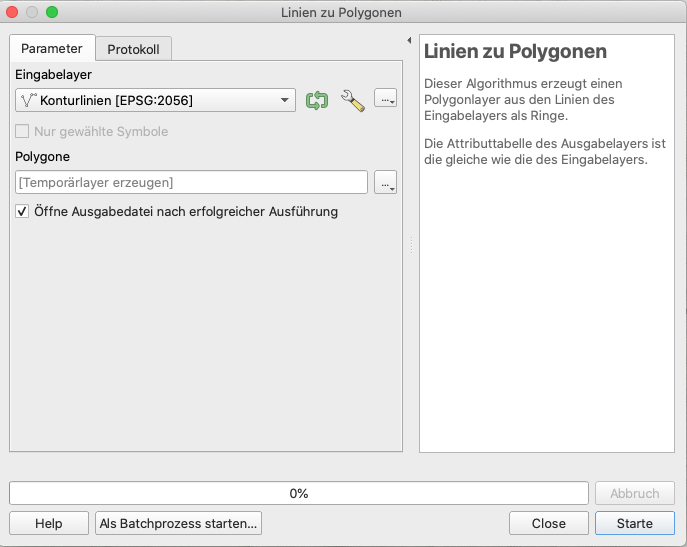 Linien zu Polygonen
Parameter
Protokoll
Eingabelayer
Konturlinien [EPSG:2056]
...
Nur gewählte Symbole
Polygone
[Temporärlayer erzeugen]
...
Öffne Ausgabedatei nach erfolgreicher Ausführung
Linien zu Polygonen
Dieser Algorithmus erzeugt einen
Polygonlayer aus den Linien des
Eingabelayers als Ringe.
Die Attributtabelle des Ausgabelayers ist
die gleiche wie die des Eingabelayers.
0%
Abbruch
Help
Als Batchprozess starten...
Close
Starte